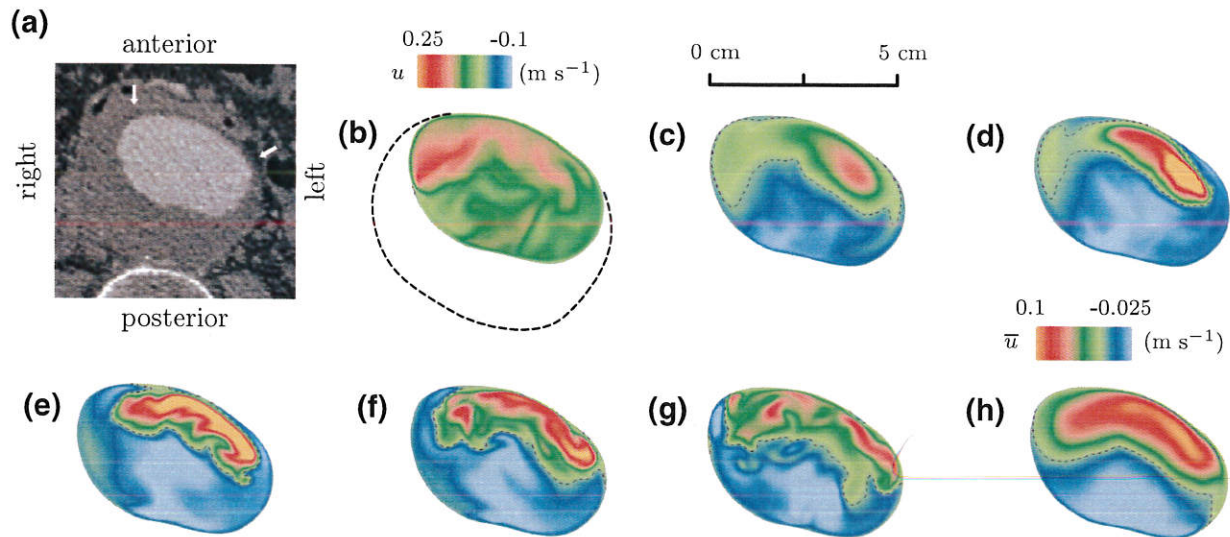 (a)
anterior
right
left
posterior
0.25 -0.1
u (m s⁻¹)
(b)
0 cm 5 cm
(c)
(d)
0.1 -0.025
u̅ (m s⁻¹)
(e)
(f)
(g)
(h)